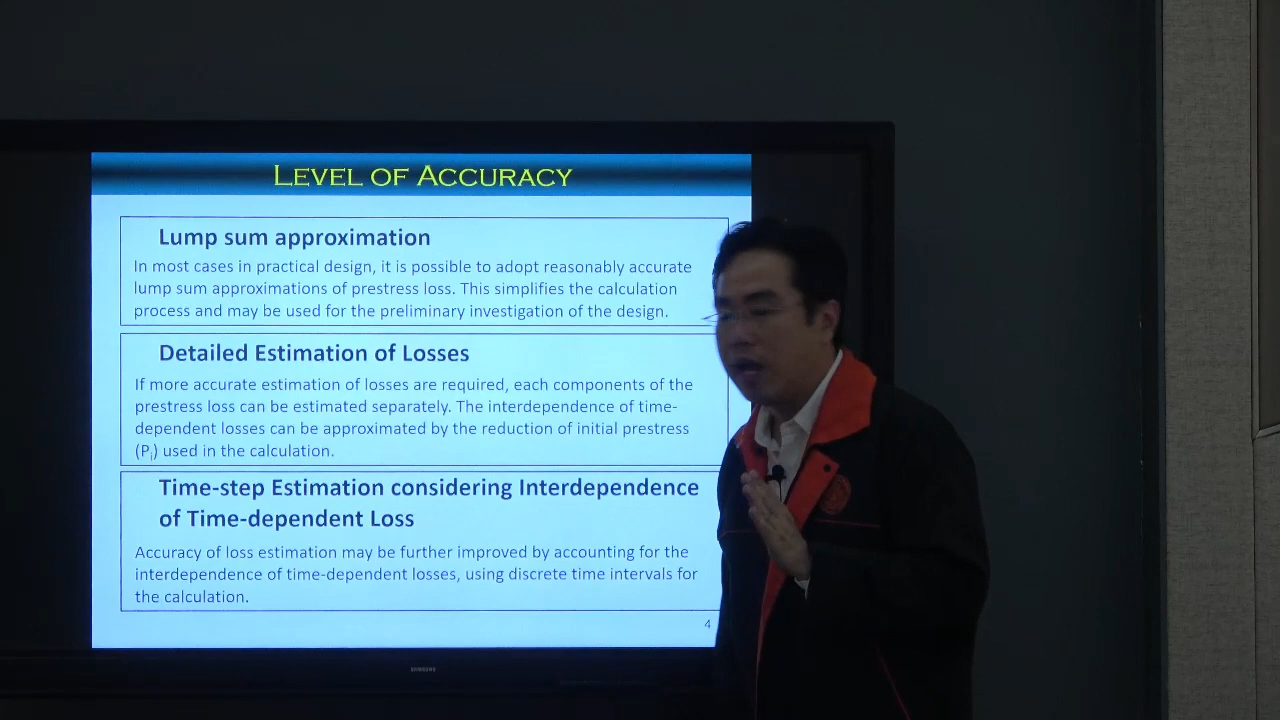 LEVEL OF ACCURACY
Lump sum approximation
In most cases in practical design, it is possible to adopt reasonably accurate
lump sum approximations of prestress loss. This simplifies the calculation
process and may be used for the preliminary investigation of the design.
Detailed Estimation of Losses
If more accurate estimation of losses are required, each components of the
prestress loss can be estimated separately. The interdependence of time-
dependent losses can be approximated by the reduction of initial prestress
(Pi) used in the calculation.
Time-step Estimation considering Interdependence
of Time-dependent Loss
Accuracy of loss estimation may be further improved by accounting for the
interdependence of time-dependent losses, using discrete time intervals for
the calculation.
4
SAMSUNG